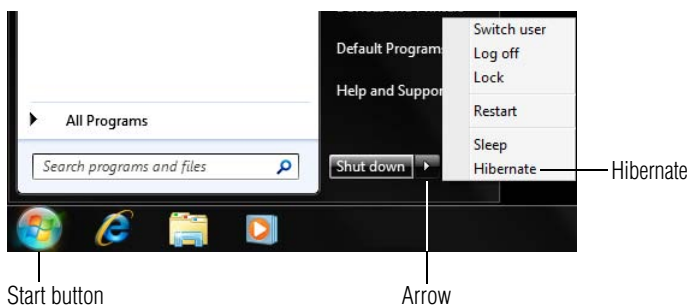 Switch user
Default Program
Log off
Lock
Help and Suppor
Restart
All Programs
Sleep
Search programs and files
Shut down
Hibernate
Hibernate
Start button
Arrow